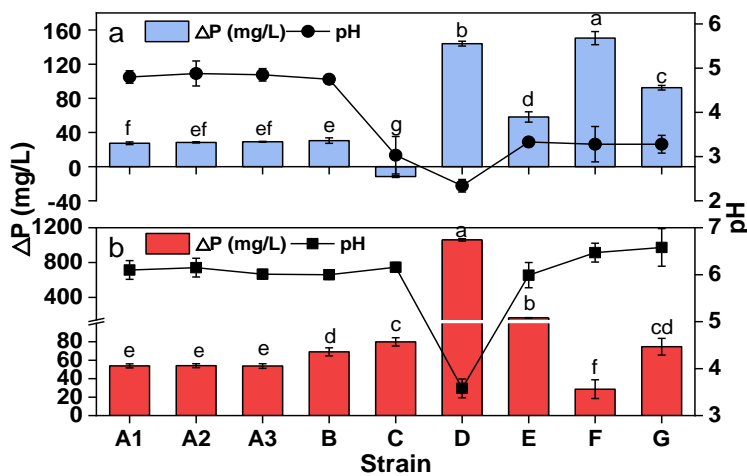 a
ΔP (mg/L) pH
160
120
80
40
0
-40
6
5
4
3
2
f ef ef e g b d a c
b
ΔP (mg/L) pH
1200
800
400
80
60
40
20
0
7
6
5
4
3
e e e d c a b f cd
ΔP (mg/L)
pH
A1 A2 A3 B C D E F G
Strain